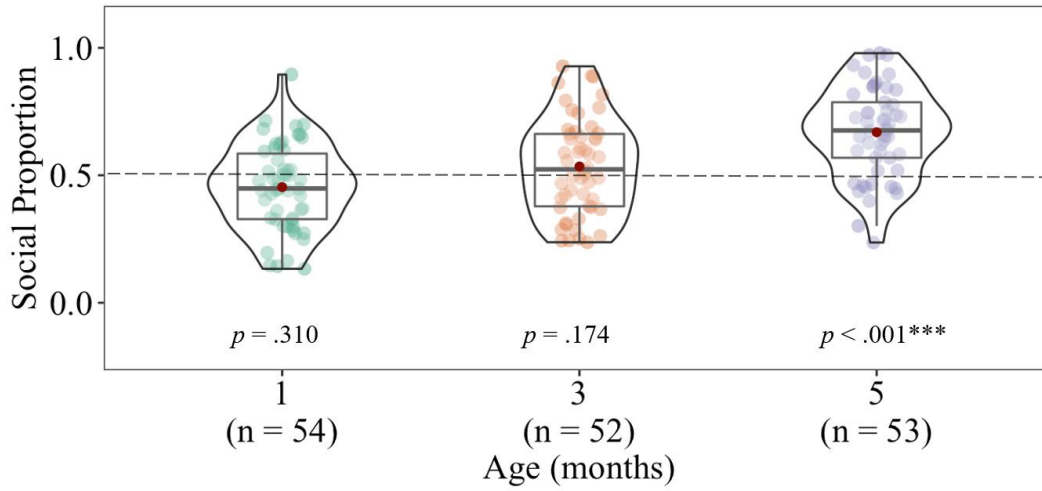 Social Proportion
1.0
0.5
0.0
p = .310
p = .174
p < .001***
1
3
5
(n = 54)
(n = 52)
(n = 53)
Age (months)